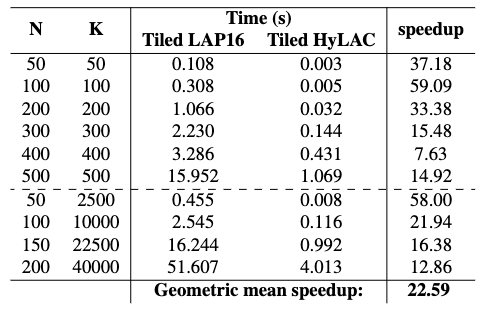 N K Time (s) speedup
Tiled LAP16 Tiled HyLAC
50 50 0.108 0.003 37.18
100 100 0.308 0.005 59.09
200 200 1.066 0.032 33.38
300 300 2.230 0.144 15.48
400 400 3.286 0.431 7.63
500 500 15.952 1.069 14.92
50 2500 0.455 0.008 58.00
100 10000 2.545 0.116 21.94
150 22500 16.244 0.992 16.38
200 40000 51.607 4.013 12.86
Geometric mean speedup: 22.59